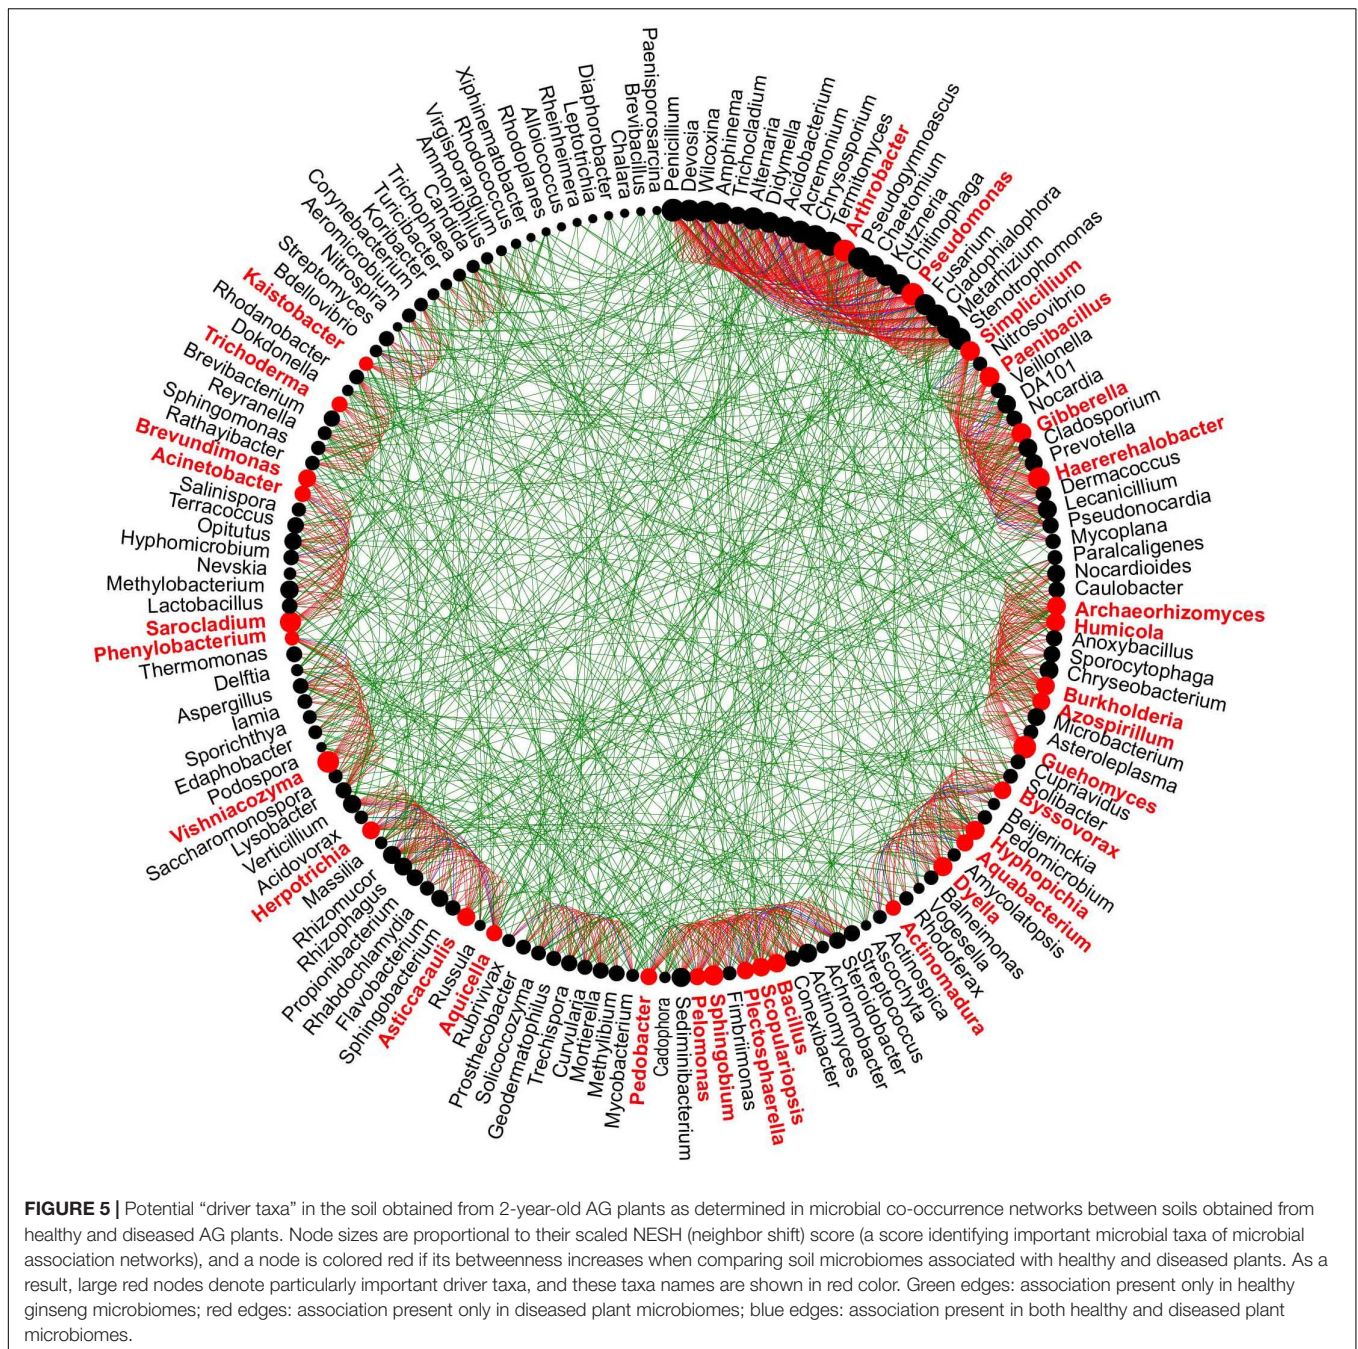 Paenisporosarcina
Penicillium
Devosia
Wilcoxina
Amphinema
Trichocladium
Alternaria
Didymella
Acidobacterium
Acremonium
Chrysosporium
Termitomyces
Arthrobacter
Pseudogymnoascus
Chaetomium
Kutzneria
Chitinophaga
Pseudomonas
Fusarium
Cladophialophora
Metarhizium
Stenotrophomonas
Simplicillium
Nitrosovibrio
Paenibacillus
Veillonella
DA101
Nocardia
Gibberella
Cladosporium
Prevotella
Haererehalobacter
Dermacoccus
Lecanicillium
Pseudonocardia
Mycoplana
Paralcaligenes
Nocardioides
Caulobacter
Archaeorhizomyces
Humicola
Anoxybacillus
Sporocytophaga
Chryseobacterium
Burkholderia
Azospirillum
Microbacterium
Asteroleplasma
Guehomyces
Cupriavidus
Solibacter
Byssovorax
Beijerinckia
Pedomicrobium
Hyphopichia
Aquabacterium
Amycolatopsis
Dyella
Balneimonas
Vogesella
Rhodoferax
Actinomadura
Actinospica
Ascochyta
Streptococcus
Steroidobacter
Achromobacter
Actinomyces
Conexibacter
Bacillus
Scopulariopsis
Plectosphaerella
Fimbriimonas
Sphingobium
Pelomonas
Sediminibacterium
Cadophora
Pedobacter
Mycobacterium
Methylibium
Mortierella
Curvularia
Trechispora
Geodermatophilus
Solicoccozyma
Prosthecobacter
Rubrivivax
Aquicella
Russula
Asticcacaulis
Sphingobacterium
Flavobacterium
Rhabdochlamydia
Propionibacterium
Rhizophagus
Rhizomucor
Massilia
Herpotrichia
Acidovorax
Verticillium
Lysobacter
Saccharomonospora
Vishniacozyma
Podospora
Edaphobacter
Sporichthya
Iamia
Aspergillus
Delftia
Thermomonas
Phenylobacterium
Sarocladium
Lactobacillus
Methylobacterium
Nevskia
Hyphomicrobium
Opitutus
Terracoccus
Salinispora
Acinetobacter
Brevundimonas
Rathayibacter
Sphingomonas
Reyranella
Brevibacterium
Trichoderma
Dokdonella
Rhodanobacter
Kaistobacter
Bdellovibrio
Streptomyces
Nitrospira
Aeromicrobium
Corynebacterium
Koribacter
Turicibacter
Trichophaea
Candida
Ammoniphilus
Virgisporangium
Rhodococcus
Xiphinematobacter
Rhodoplanes
Alloiococcus
Rheinheimera
Leptotrichia
Diaphorobacter
Chalara
Brevibacillus
FIGURE 5 | Potential “driver taxa” in the soil obtained from 2-year-old AG plants as determined in microbial co-occurrence networks between soils obtained from
healthy and diseased AG plants. Node sizes are proportional to their scaled NESH (neighbor shift) score (a score identifying important microbial taxa of microbial
association networks), and a node is colored red if its betweenness increases when comparing soil microbiomes associated with healthy and diseased plants. As a
result, large red nodes denote particularly important driver taxa, and these taxa names are shown in red color. Green edges: association present only in healthy
ginseng microbiomes; red edges: association present only in diseased plant microbiomes; blue edges: association present in both healthy and diseased plant
microbiomes.